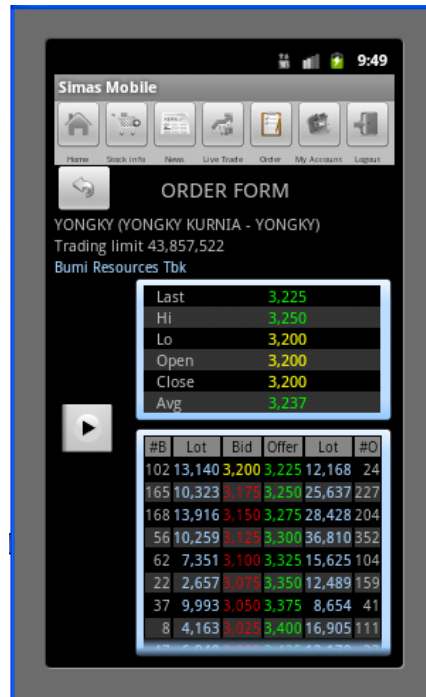 9:49
Simas Mobile
Home Stock info News Live Trade Order My Account Logout
ORDER FORM
YONGKY (YONGKY KURNIA - YONGKY)
Trading limit 43,857,522
Bumi Resources Tbk
Last 3,225
Hi 3,250
Lo 3,200
Open 3,200
Close 3,200
Avg 3,237
#B Lot Bid Offer Lot #O
102 13,140 3,200 3,225 12,168 24
165 10,323 3,175 3,250 25,637 227
168 13,916 3,150 3,275 28,428 204
56 10,259 3,125 3,300 36,810 352
62 7,351 3,100 3,325 15,625 104
22 2,657 3,075 3,350 12,489 159
37 9,993 3,050 3,375 8,654 41
8 4,163 3,025 3,400 16,905 111